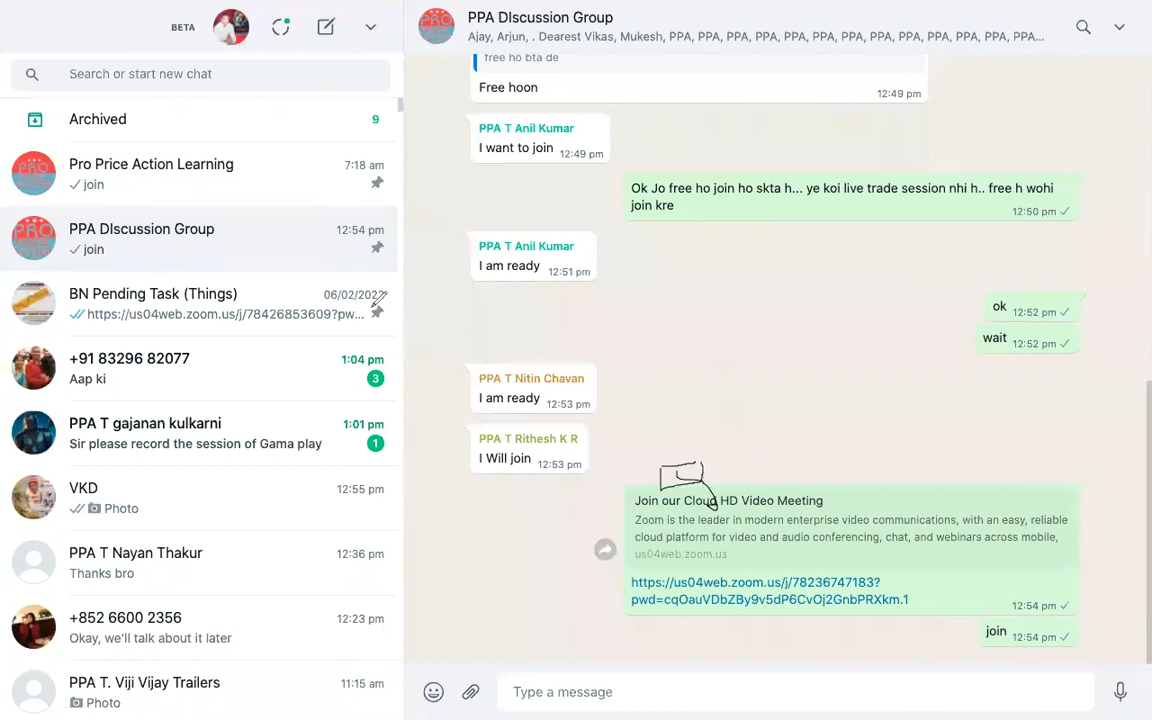 BETA
Search or start new chat
Archived
9
Pro Price Action Learning
7:18 am
join
PPA DIscussion Group
12:54 pm
join
BN Pending Task (Things)
https://us04web.zoom.us/j/78426853609?pw...
+91 83296 82077
1:04 pm
Aap ki
3
PPA T gajanan kulkarni
1:01 pm
Sir please record the session of Gama play
1
VKD
12:55 pm
Photo
PPA T Nayan Thakur
12:36 pm
Thanks bro
+852 6600 2356
12:23 pm
Okay, we'll talk about it later
PPA T. Viji Vijay Trailers
11:15 am
Photo
PPA DIscussion Group
Ajay, Arjun, . Dearest Vikas, Mukesh, PPA, PPA, PPA, PPA, PPA, PPA, PPA, PPA, PPA, PPA, PPA, PPA, PPA...
free ho bta de
Free hoon
12:49 pm
PPA T Anil Kumar
I want to join
12:49 pm
Ok Jo free ho join ho skta h... ye koi live trade session nhi h.. free h wohi
join kre
12:50 pm
PPA T Anil Kumar
I am ready
12:51 pm
ok
12:52 pm
wait
12:52 pm
PPA T Nitin Chavan
I am ready
12:53 pm
PPA T Rithesh K R
I Will join
12:53 pm
Join our Cloud HD Video Meeting
Zoom is the leader in modern enterprise video communications, with an easy, reliable
cloud platform for video and audio conferencing, chat, and webinars across mobile,
us04web.zoom.us
https://us04web.zoom.us/j/78236747183?
pwd=cqOauVDbZBy9v5dP6CvOj2GnbPRXkm.1
12:54 pm
join
12:54 pm
Type a message